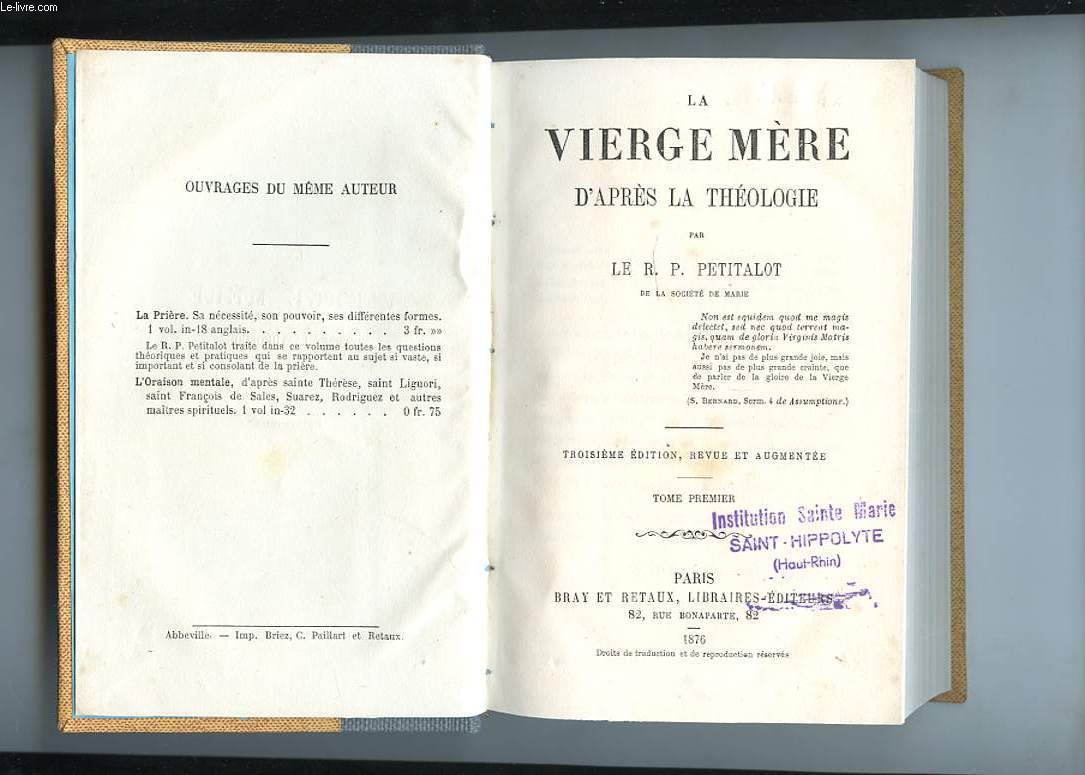 Le-livre.com
OUVRAGES DU MÊME AUTEUR
La Prière. Sa nécessité, son pouvoir, ses différentes formes.
1 vol. in-18 anglais. . . . . . . . . . . 3 fr. »»
Le R. P. Petitalot traite dans ce volume toutes les questions
théoriques et pratiques qui se rapportent au sujet si vaste, si
important et si consolant de la prière.
L'Oraison mentale, d'après sainte Thérèse, saint Liguori,
saint François de Sales, Suarez, Rodriguez et autres
maîtres spirituels. 1 vol in-32 . . . . . . 0 fr. 75
Abbeville. — Imp. Briez, C. Paillart et Retaux.
LA
VIERGE MÈRE
D'APRÈS LA THÉOLOGIE
PAR
LE R. P. PETITALOT
DE LA SOCIÉTÉ DE MARIE
Non est equidem quod me magis
delectet, sed nec quod terreat ma-
gis, quam de gloria Virginis Matris
habere sermonem.
Je n'ai pas de plus grande joie, mais
aussi pas de plus grande crainte, que
de parler de la gloire de la Vierge
Mère.
(S. BERNARD, Serm. 4 de Assumptione.)
TROISIÈME ÉDITION, REVUE ET AUGMENTÉE
TOME PREMIER
Institution Sainte Marie
SAINT-HIPPOLYTE
(Haut-Rhin)
PARIS
BRAY ET RETAUX, LIBRAIRES-ÉDITEURS
82, RUE BONAPARTE, 82
1876
Droits de traduction et de reproduction réservés